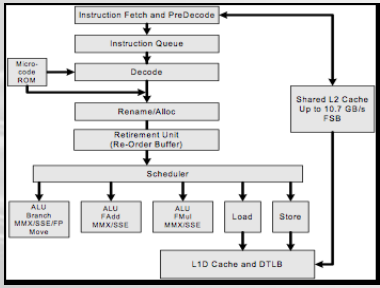 Instruction Fetch and PreDecode
Instruction Queue
Micro-
code
ROM
Decode
Rename/Alloc
Retirement Unit
(Re-Order Buffer)
Scheduler
ALU
Branch
MMX/SSE/FP
Move
ALU
FAdd
MMX/SSE
ALU
FMul
MMX/SSE
Load
Store
Shared L2 Cache
Up to 10.7 GB/s
FSB
L1D Cache and DTLB